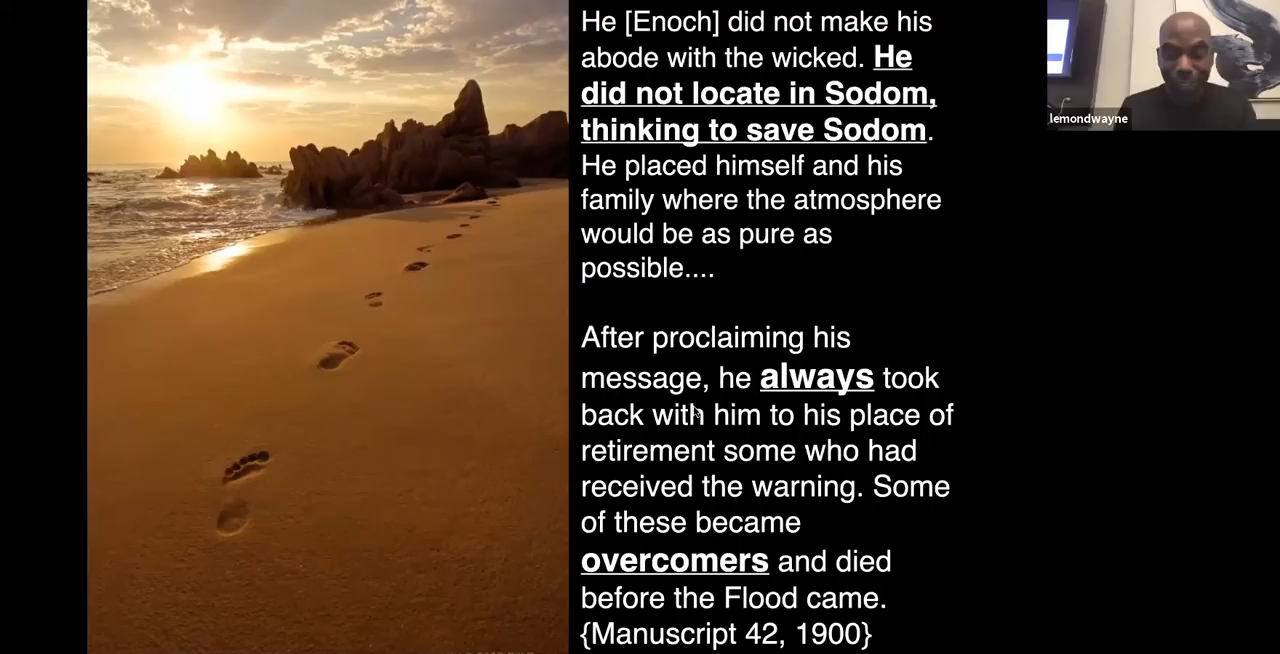 He [Enoch] did not make his
abode with the wicked. He
did not locate in Sodom,
thinking to save Sodom.
He placed himself and his
family where the atmosphere
would be as pure as
possible....
After proclaiming his
message, he always took
back with him to his place of
retirement some who had
received the warning. Some
of these became
overcomers and died
before the Flood came.
{Manuscript 42, 1900}
lemondwayne